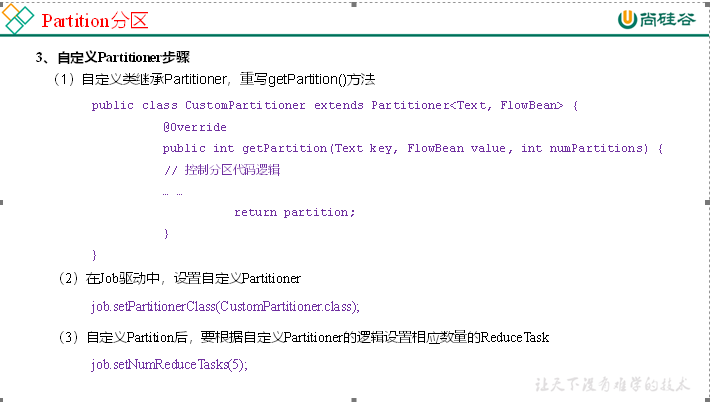 Partition分区
尚硅谷
3、自定义Partitioner步骤
（1）自定义类继承Partitioner，重写getPartition()方法
public class CustomPartitioner extends Partitioner<Text, FlowBean> {
@Override
public int getPartition(Text key, FlowBean value, int numPartitions) {
// 控制分区代码逻辑
… …
return partition;
}
}
（2）在Job驱动中，设置自定义Partitioner
job.setPartitionerClass(CustomPartitioner.class);
（3）自定义Partition后，要根据自定义Partitioner的逻辑设置相应数量的ReduceTask
job.setNumReduceTasks(5);
让天下没有难学的技术